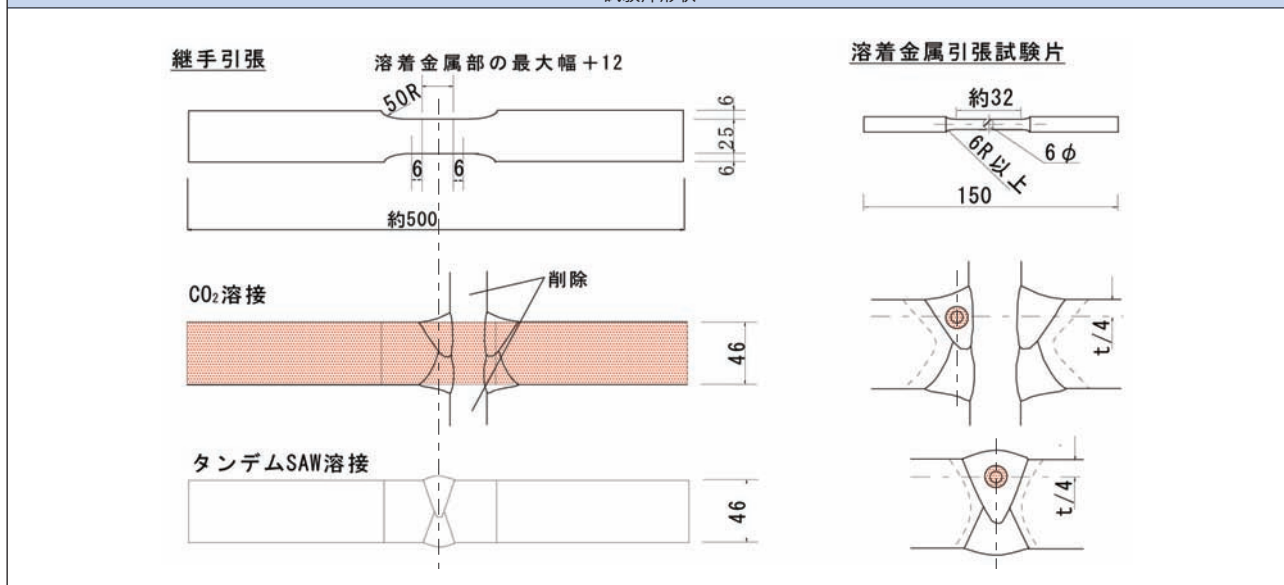 継手引張
溶着金属部の最大幅+12
50R
6
25
6
6
6
約500
溶着金属引張試験片
約32
6φ
6R以上
150
CO₂溶接
削除
46
t/4
タンデムSAW溶接
46
t/4